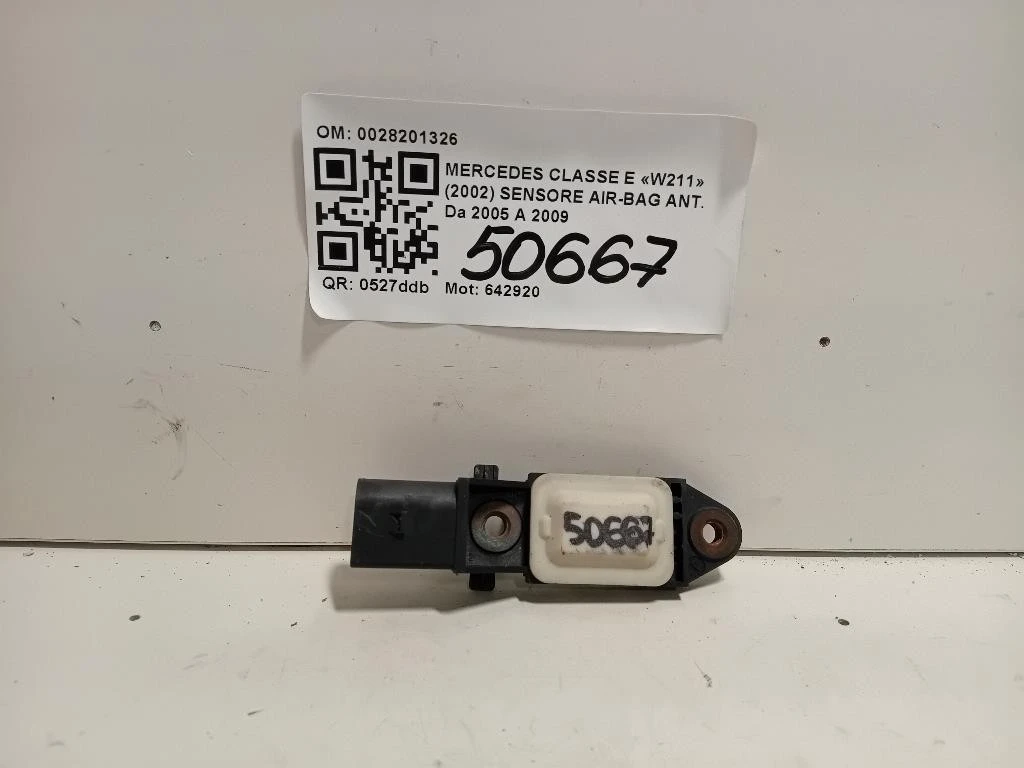 OM: 0028201326
MERCEDES CLASSE E «W211»
(2002) SENSORE AIR-BAG ANT.
Da 2005 A 2009
50667
QR: 0527ddb Mot: 642920
50667